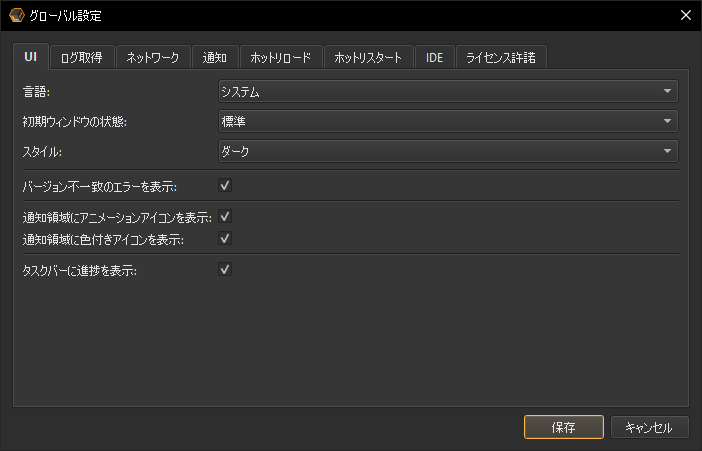 グローバル設定
UI ログ取得 ネットワーク 通知 ホットリロード ホットリスタート IDE ライセンス許諾
言語: システム
初期ウィンドウの状態: 標準
スタイル: ダーク
バージョン不一致のエラーを表示:
通知領域にアニメーションアイコンを表示:
通知領域に色付きアイコンを表示:
タスクバーに進捗を表示:
保存 キャンセル